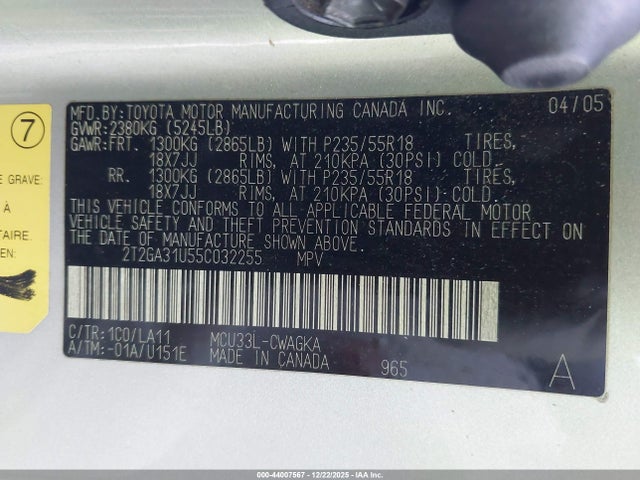 MFD.BY:TOYOTA MOTOR MANUFACTURING CANADA INC. 04/05
GVWR:2380KG (5245LB)
GAWR:FRT. 1300KG (2865LB) WITH P235/55R18 TIRES,
18X7JJ RIMS, AT 210KPA (30PSI) COLD.
RR. 1300KG (2865LB) WITH P235/55R18 TIRES,
18X7JJ RIMS, AT 210KPA (30PSI) COLD.
THIS VEHICLE CONFORMS TO ALL APPLICABLE FEDERAL MOTOR
VEHICLE SAFETY AND THEFT PREVENTION STANDARDS IN EFFECT ON
THE DATE OF MANUFACTURE SHOWN ABOVE.
2T2GA31U55C032255 MPV
C/TR:1C0/LA11 MCU33L-CWAGKA
A/TM:-01A/U151E MADE IN CANADA 965 A
7
E GRAVE:
À
TAIRE.
EN:
000-44007567 - 12/22/2025 - IAA Inc.